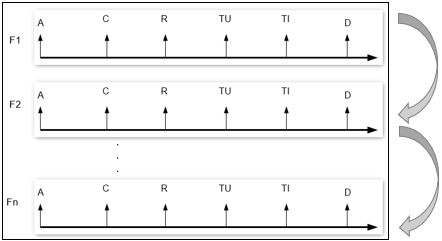 A C R TU TI D
F1
A C R TU TI D
F2
.
.
.
A C R TU TI D
Fn